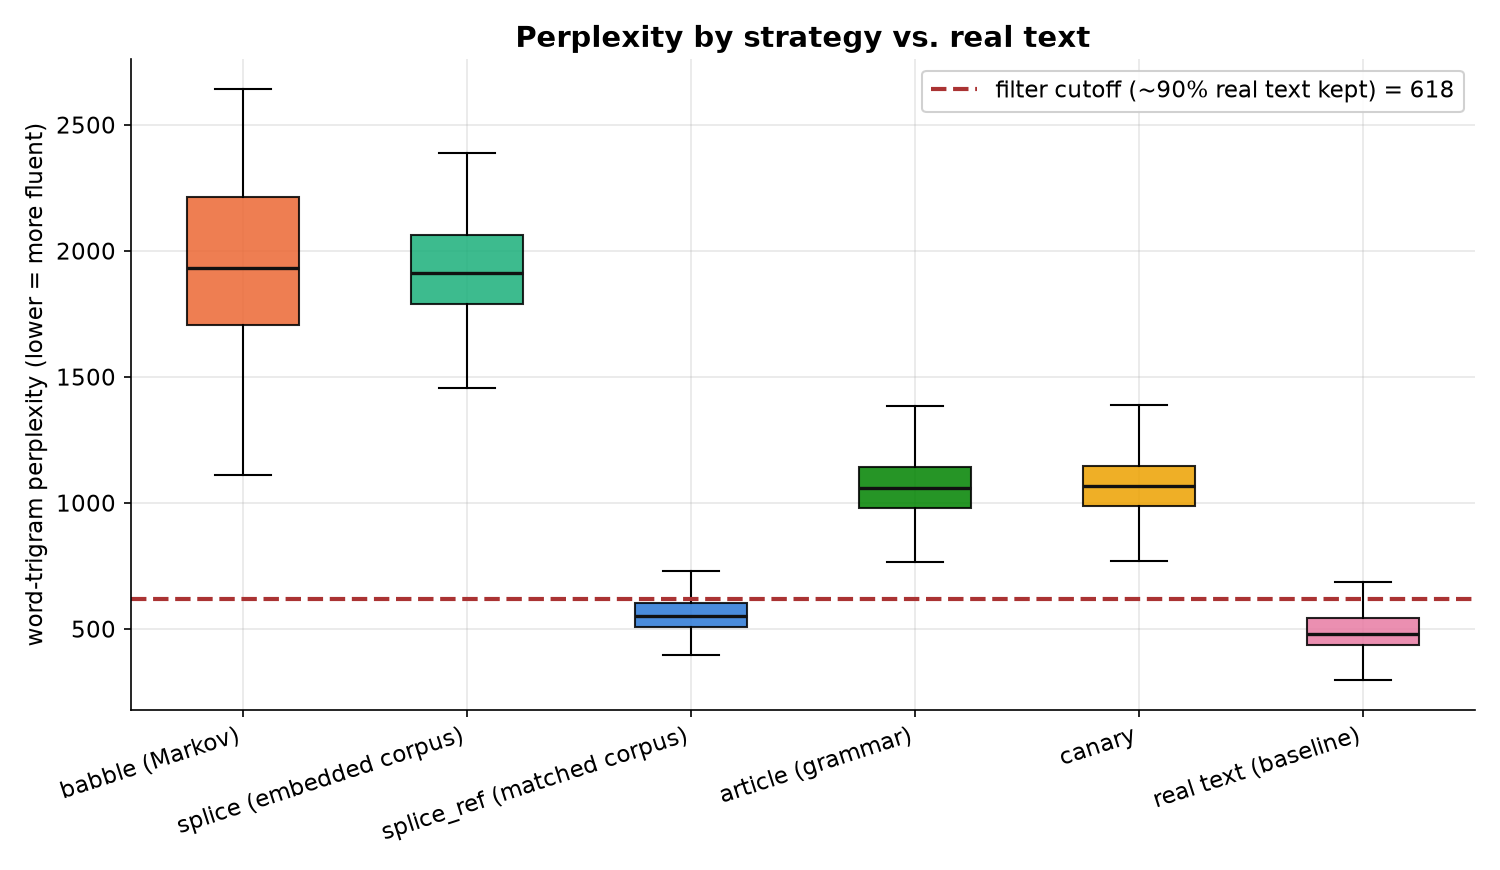 Perplexity by strategy vs. real text
filter cutoff (~90% real text kept) = 618
word-trigram perplexity (lower = more fluent)
2500
2000
1500
1000
500
babble (Markov)
splice (embedded corpus)
splice_ref (matched corpus)
article (grammar)
canary
real text (baseline)